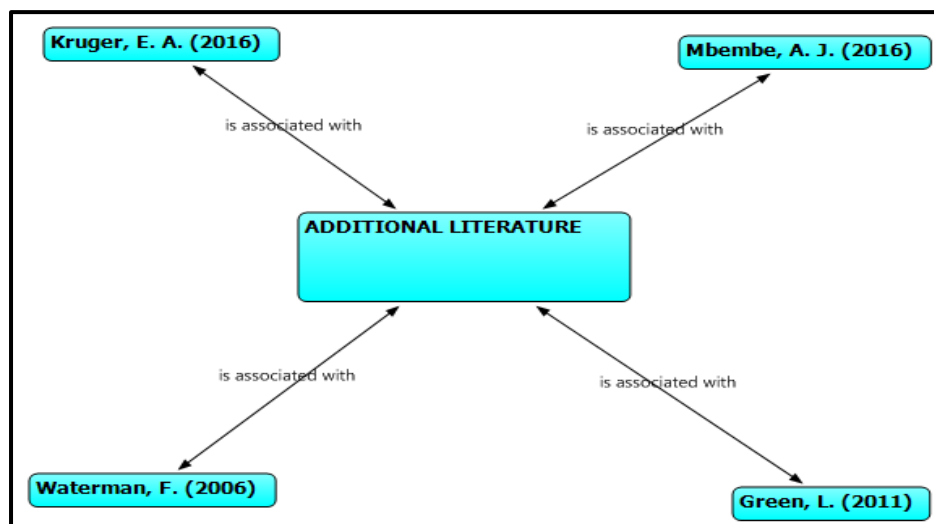 Kruger, E. A. (2016)
Mbembe, A. J. (2016)
is associated with
is associated with
ADDITIONAL LITERATURE
is associated with
is associated with
Waterman, F. (2006)
Green, L. (2011)